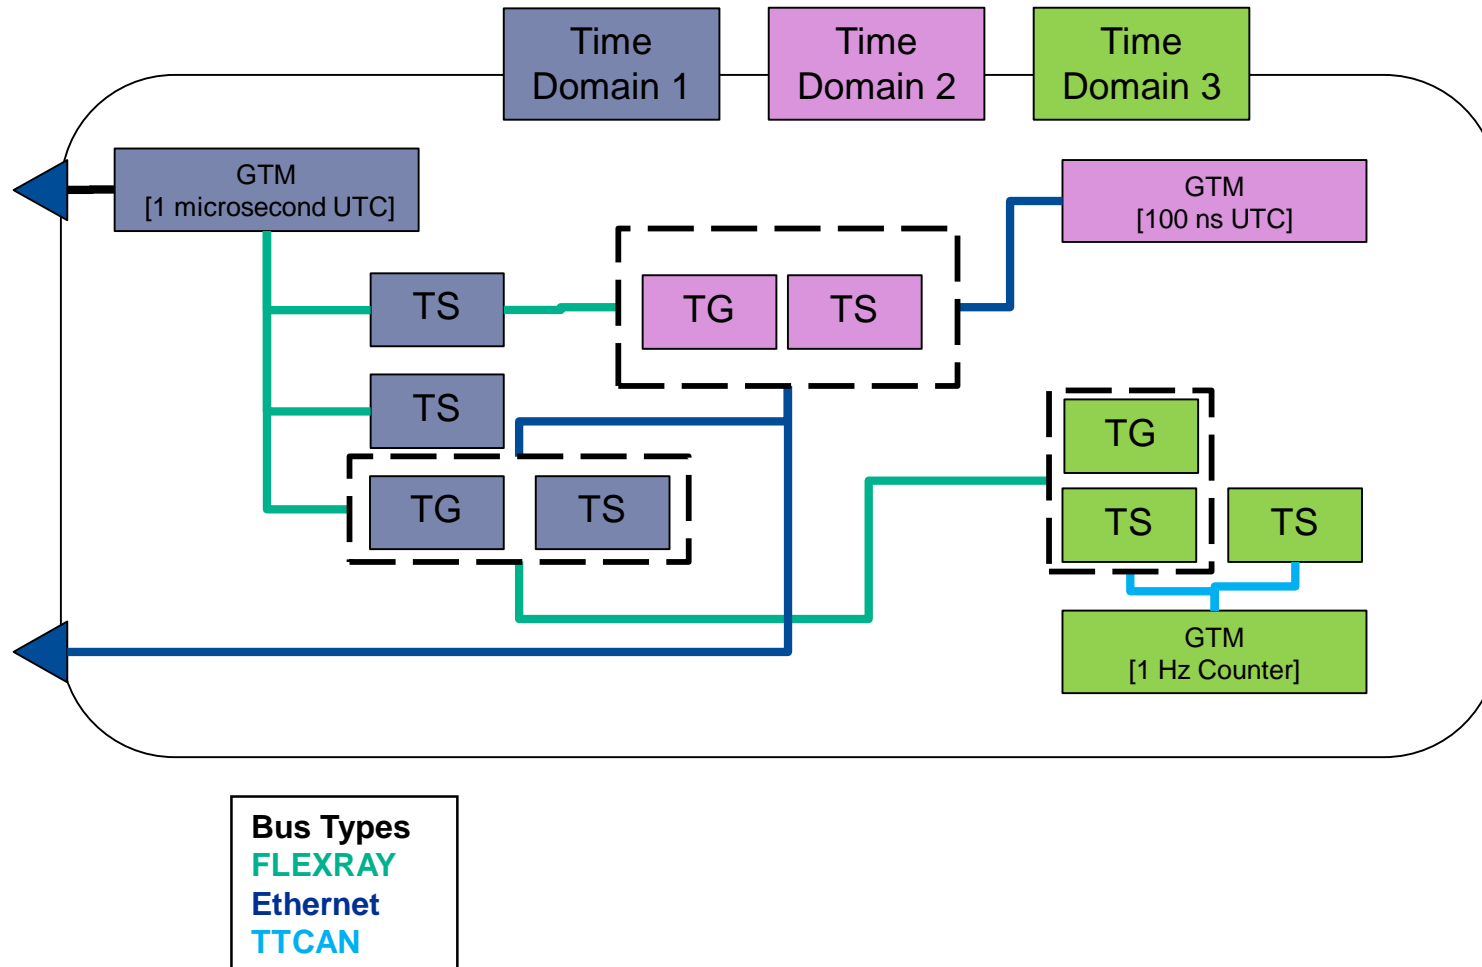 Time
Domain 1
Time
Domain 2
Time
Domain 3
GTM
[1 microsecond UTC]
GTM
[100 ns UTC]
TS
TG
TS
TS
TG
TS
TG
TS
TS
GTM
[1 Hz Counter]
Bus Types
FLEXRAY
Ethernet
TTCAN